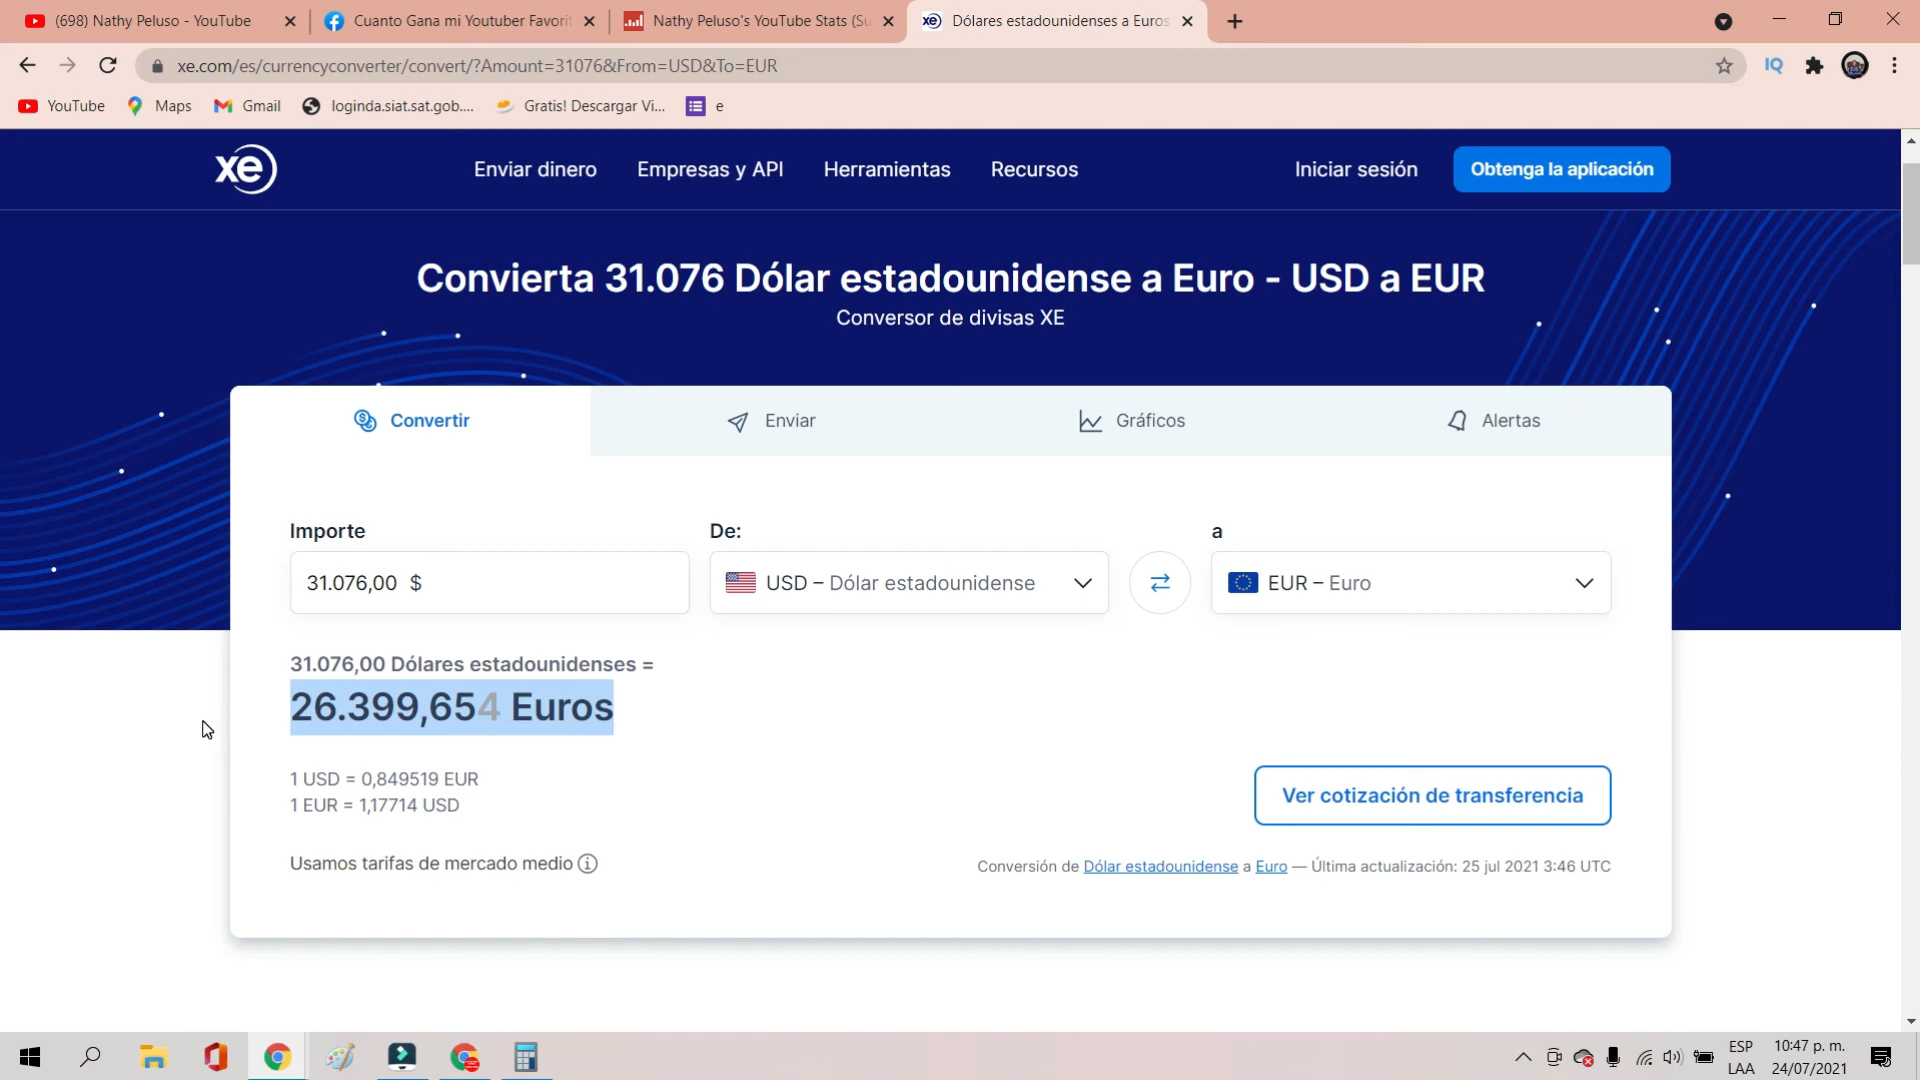 (698) Nathy Peluso - YouTube
Cuanto Gana mi Youtuber Favorit
Nathy Peluso's YouTube Stats (Su
xe Dólares estadounidenses a Euros
xe.com/es/currencyconverter/convert/?Amount=31076&From=USD&To=EUR
IQ
YouTube
Maps
Gmail
loginda.siat.sat.gob....
Gratis! Descargar Vi...
e
xe
Enviar dinero
Empresas y API
Herramientas
Recursos
Iniciar sesión
Obtenga la aplicación
Convierta 31.076 Dólar estadounidense a Euro - USD a EUR
Conversor de divisas XE
Convertir
Enviar
Gráficos
Alertas
Importe
De:
a
31.076,00 $
USD – Dólar estadounidense
EUR – Euro
31.076,00 Dólares estadounidenses =
26.399,654 Euros
1 USD = 0,849519 EUR
1 EUR = 1,17714 USD
Ver cotización de transferencia
Usamos tarifas de mercado medio
Conversión de Dólar estadounidense a Euro — Última actualización: 25 jul 2021 3:46 UTC
ESP
LAA
10:47 p. m.
24/07/2021